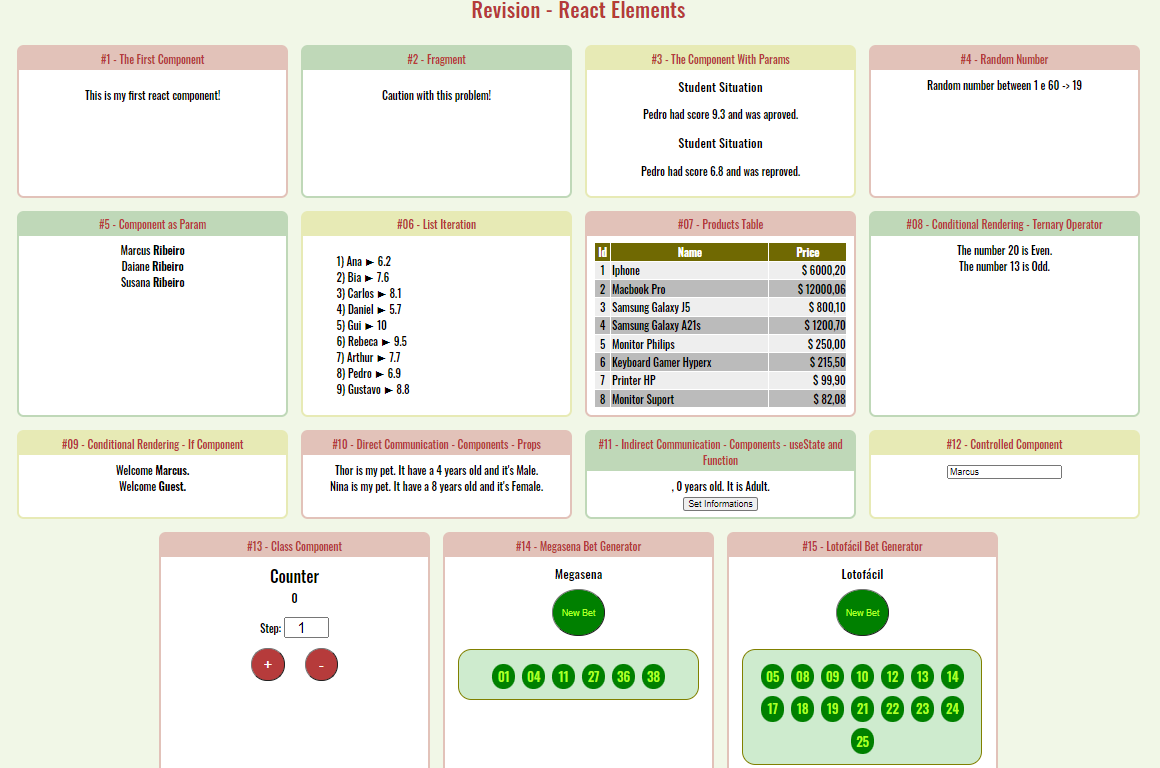 Revision - React Elements
#1 - The First Component
This is my first react component!
#2 - Fragment
Caution with this problem!
#3 - The Component With Params
Student Situation
Pedro had score 9.3 and was aproved.
Student Situation
Pedro had score 6.8 and was reproved.
#4 - Random Number
Random number between 1 e 60 -> 19
#5 - Component as Param
Marcus Ribeiro
Daiane Ribeiro
Susana Ribeiro
#06 - List Iteration
1) Ana ► 6.2
2) Bia ► 7.6
3) Carlos ► 8.1
4) Daniel ► 5.7
5) Gui ► 10
6) Rebeca ► 9.5
7) Arthur ► 7.7
8) Pedro ► 6.9
9) Gustavo ► 8.8
#07 - Products Table
Id Name Price
1 Iphone $ 6000,20
2 Macbook Pro $ 12000,06
3 Samsung Galaxy J5 $ 800,10
4 Samsung Galaxy A21s $ 1200,70
5 Monitor Philips $ 250,00
6 Keyboard Gamer Hyperx $ 215,50
7 Printer HP $ 99,90
8 Monitor Suport $ 82,08
#08 - Conditional Rendering - Ternary Operator
The number 20 is Even.
The number 13 is Odd.
#09 - Conditional Rendering - If Component
Welcome Marcus.
Welcome Guest.
#10 - Direct Communication - Components - Props
Thor is my pet. It have a 4 years old and it's Male.
Nina is my pet. It have a 8 years old and it's Female.
#11 - Indirect Communication - Components - useState and
Function
, 0 years old. It is Adult.
Set Informations
#12 - Controlled Component
Marcus
#13 - Class Component
Counter
0
Step: 1
+ -
#14 - Megasena Bet Generator
Megasena
New Bet
01 04 11 27 36 38
#15 - Lotofácil Bet Generator
Lotofácil
New Bet
05 08 09 10 12 13 14
17 18 19 21 22 23 24
25